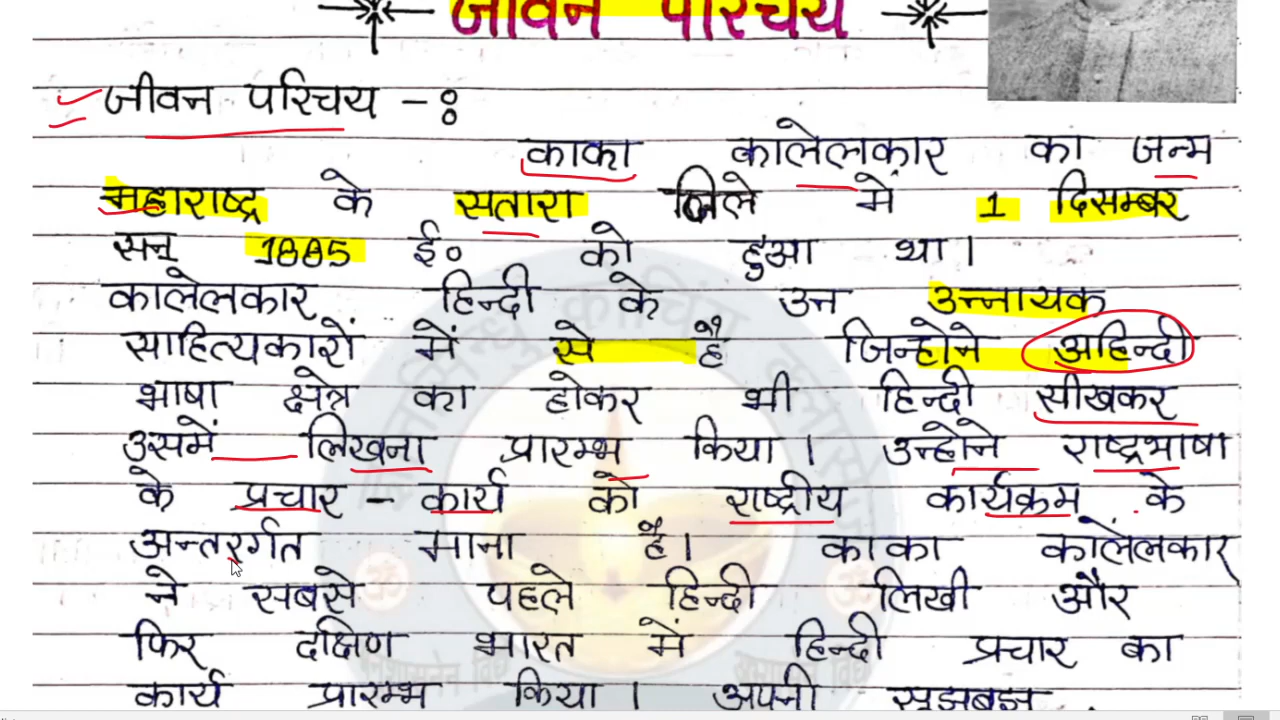 जीवन परिचय
जीवन परिचय -:
काका कालेलकार का जन्म
महाराष्ट्र के सतारा जिले में 1 दिसम्बर
सन् 1885 ई० को हुआ था।
कालेलकार हिन्दी के उन उन्नायक
साहित्यकारों में से हैं जिन्होने अहिन्दी
भाषा क्षेत्र का होकर भी हिन्दी सीखकर
उसमें लिखना प्रारम्भ किया। उन्होने राष्ट्रभाषा
के प्रचार - कार्य को राष्ट्रीय कार्यक्रम के
अन्तर्गत माना है। काका कालेलकार
ने सबसे पहले हिन्दी लिखी और
फिर दक्षिण भारत में हिन्दी प्रचार का
कार्य प्रारम्भ किया। अपनी सूझबूझ